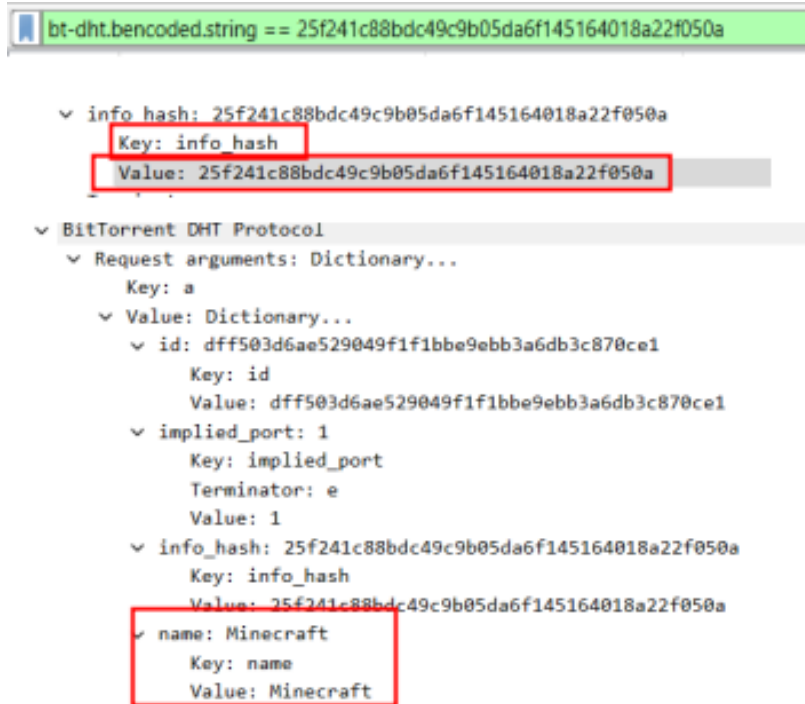 bt-dht.bencoded.string == 25f241c88bdc49c9b05da6f145164018a22f050a
info_hash: 25f241c88bdc49c9b05da6f145164018a22f050a
Key: info_hash
Value: 25f241c88bdc49c9b05da6f145164018a22f050a
BitTorrent DHT Protocol
Request arguments: Dictionary...
Key: a
Value: Dictionary...
id: dff503d6ae529049f1f1bbe9ebb3a6db3c870ce1
Key: id
Value: dff503d6ae529049f1f1bbe9ebb3a6db3c870ce1
implied_port: 1
Key: implied_port
Terminator: e
Value: 1
info_hash: 25f241c88bdc49c9b05da6f145164018a22f050a
Key: info_hash
Value: 25f241c88bdc49c9b05da6f145164018a22f050a
name: Minecraft
Key: name
Value: Minecraft